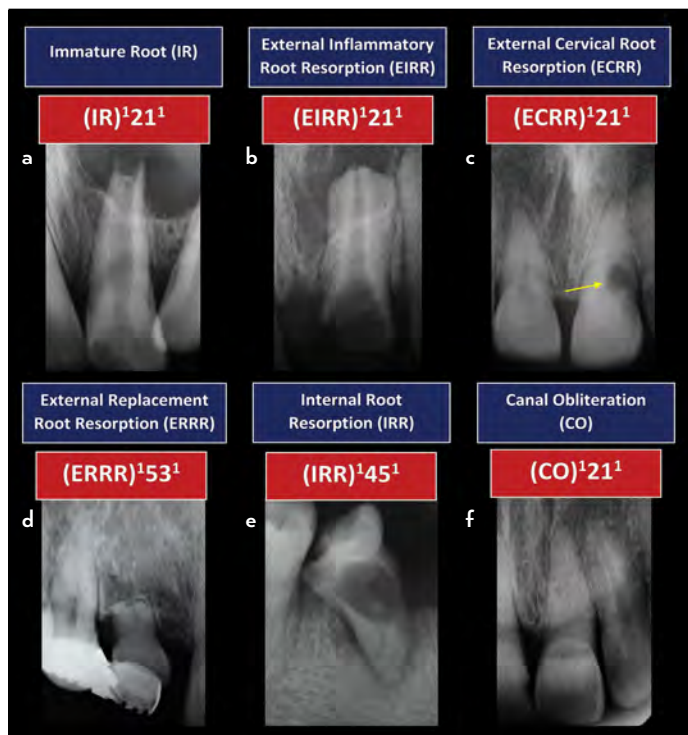 Immature Root (IR)
External Inflammatory
Root Resorption (EIRR)
External Cervical Root
Resorption (ECRR)
(IR)¹21¹
(EIRR)¹21¹
(ECRR)¹21¹
a
b
c
External Replacement
Root Resorption (ERRR)
Internal Root
Resorption (IRR)
Canal Obliteration
(CO)
(ERRR)¹53¹
(IRR)¹45¹
(CO)¹21¹
d
e
f